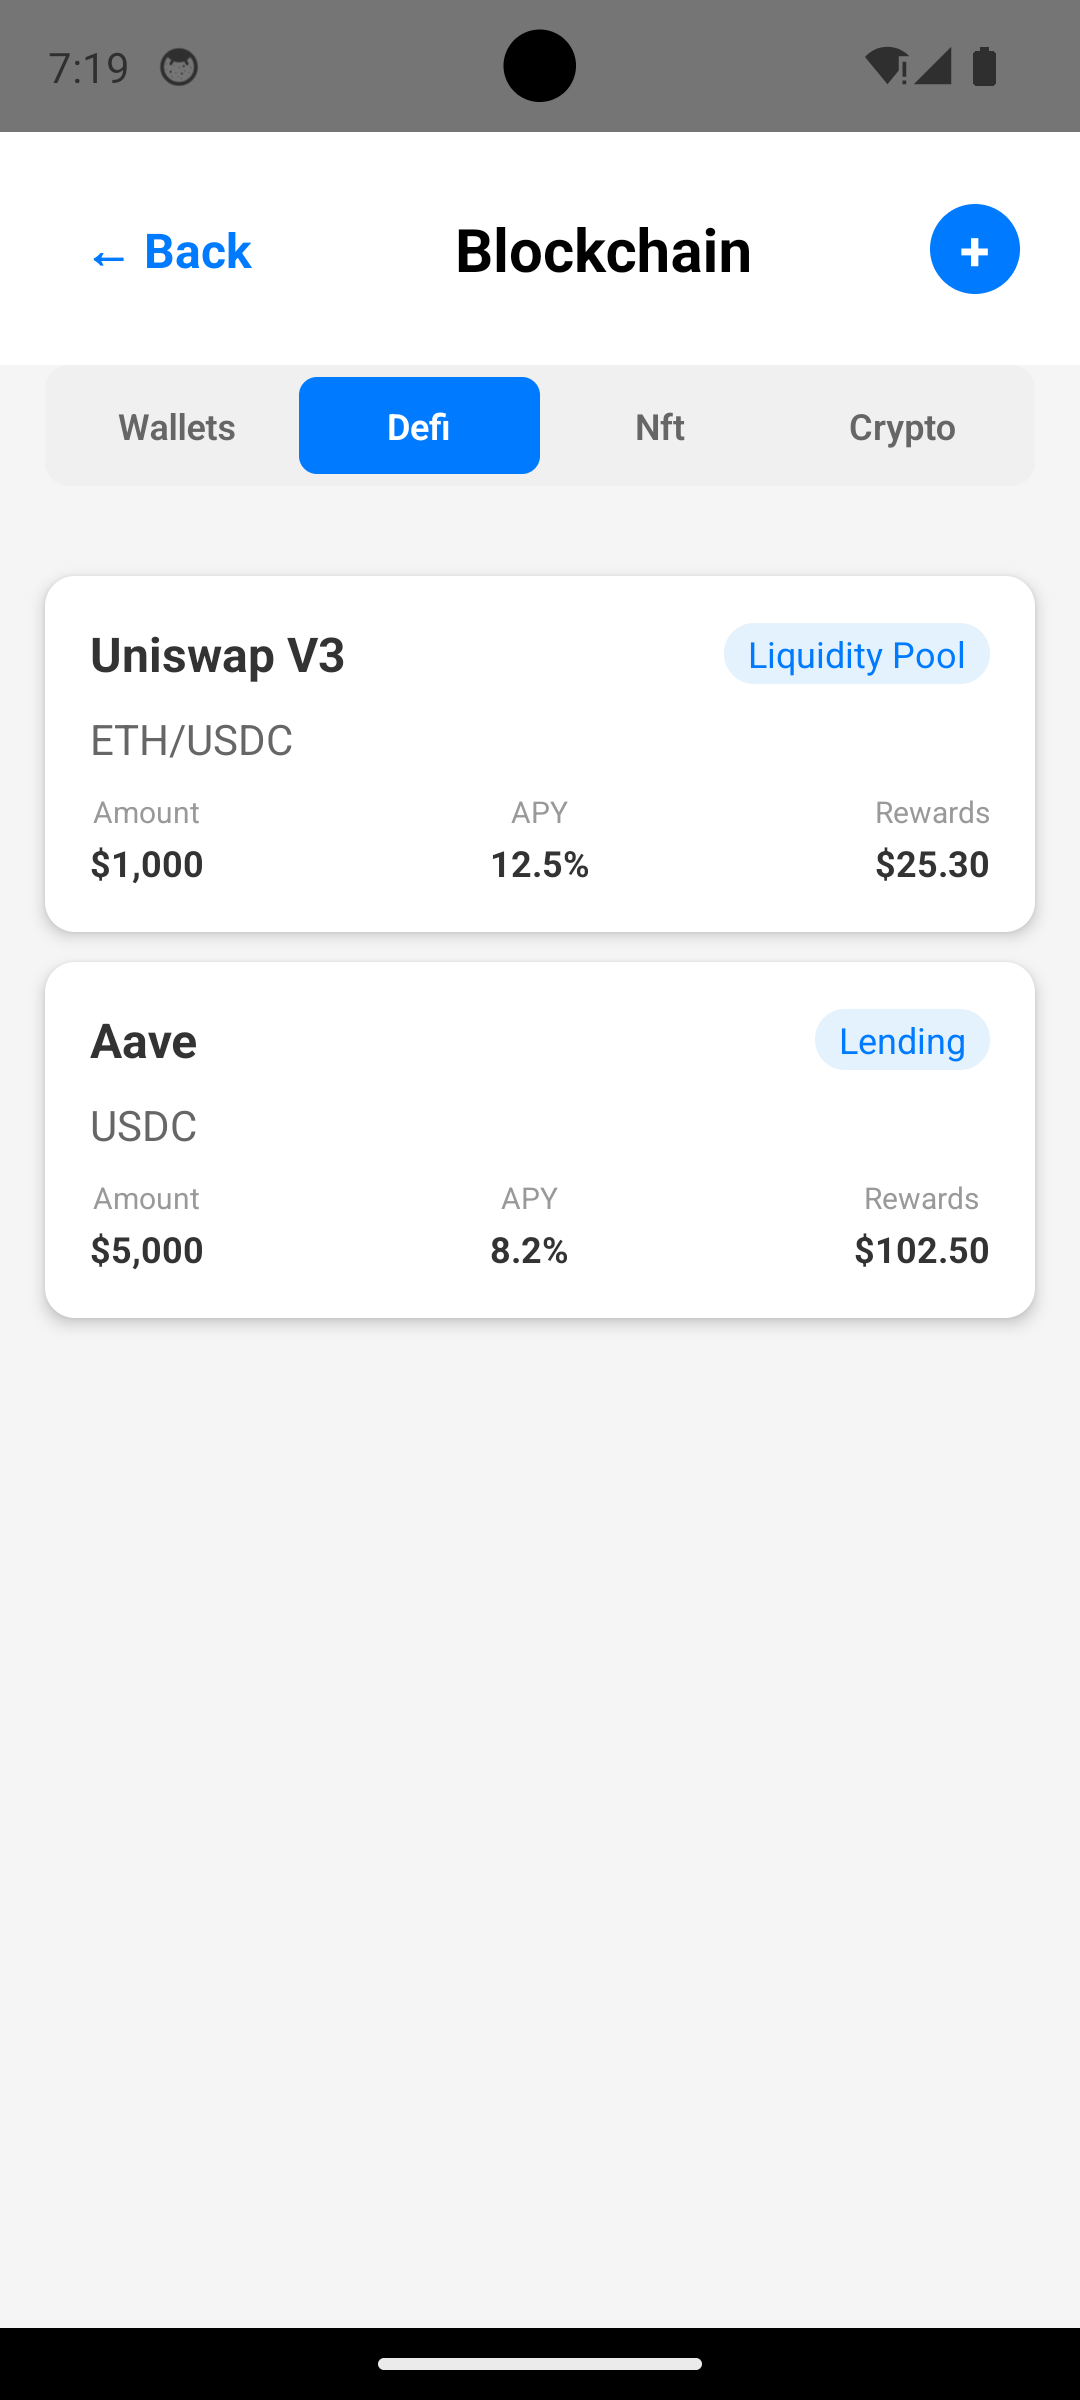 7:19
← Back
Blockchain
+
Wallets
Defi
Nft
Crypto
Uniswap V3
Liquidity Pool
ETH/USDC
Amount
APY
Rewards
$1,000
12.5%
$25.30
Aave
Lending
USDC
Amount
APY
Rewards
$5,000
8.2%
$102.50